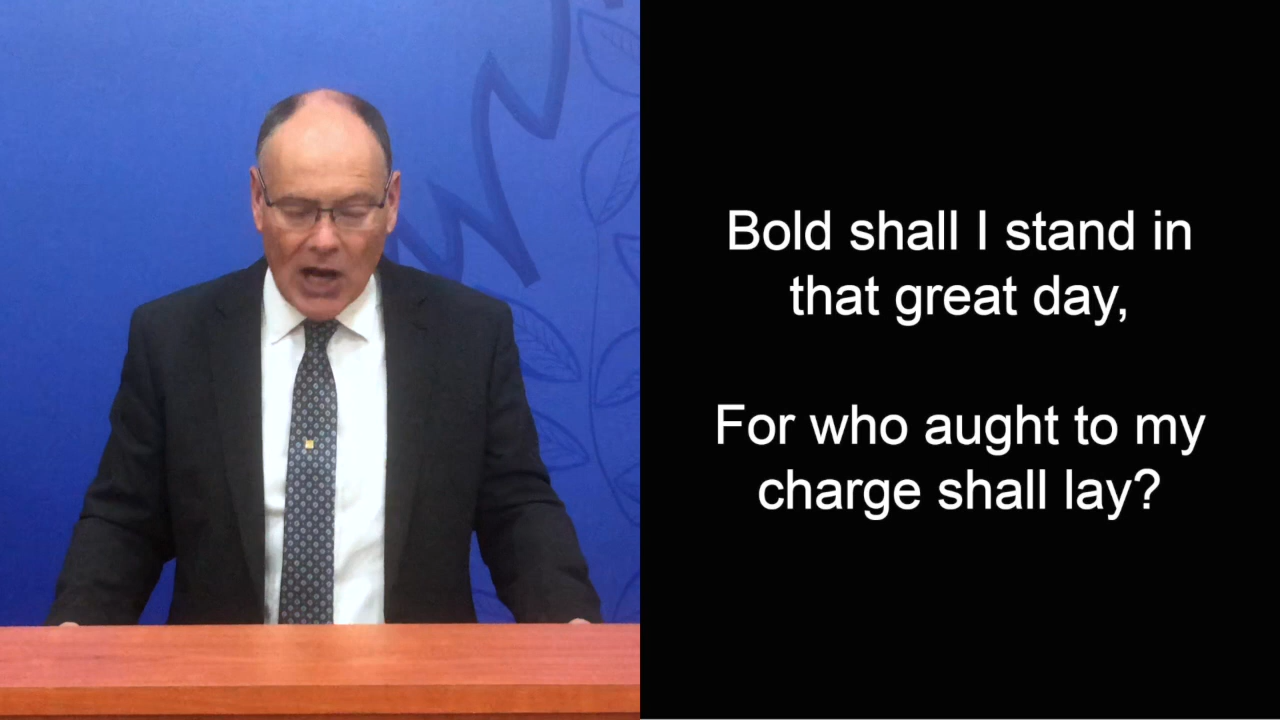 Bold shall I stand in
that great day,
For who aught to my
charge shall lay?